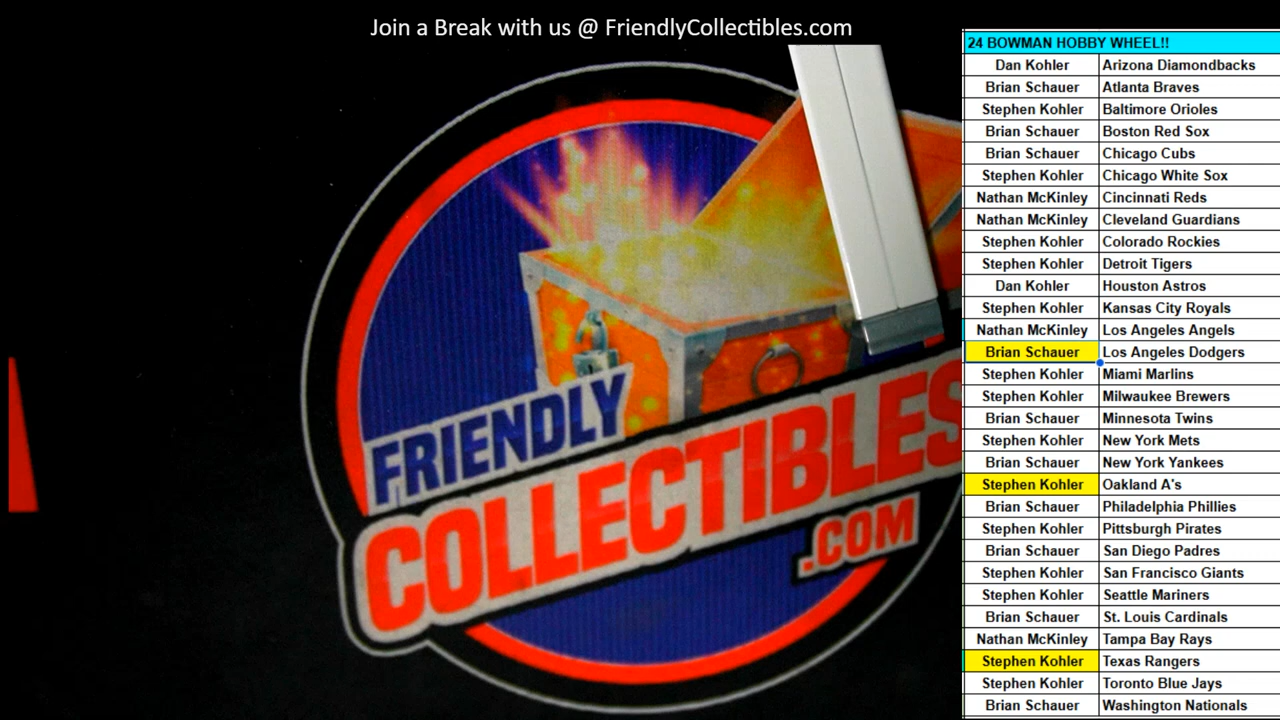 Join a Break with us @ FriendlyCollectibles.com
FRIENDLY
COLLECTIBLES
.COM
24 BOWMAN HOBBY WHEEL!!
Dan Kohler Arizona Diamondbacks
Brian Schauer Atlanta Braves
Stephen Kohler Baltimore Orioles
Brian Schauer Boston Red Sox
Brian Schauer Chicago Cubs
Stephen Kohler Chicago White Sox
Nathan McKinley Cincinnati Reds
Nathan McKinley Cleveland Guardians
Stephen Kohler Colorado Rockies
Stephen Kohler Detroit Tigers
Dan Kohler Houston Astros
Stephen Kohler Kansas City Royals
Nathan McKinley Los Angeles Angels
Brian Schauer Los Angeles Dodgers
Stephen Kohler Miami Marlins
Stephen Kohler Milwaukee Brewers
Brian Schauer Minnesota Twins
Stephen Kohler New York Mets
Brian Schauer New York Yankees
Stephen Kohler Oakland A's
Brian Schauer Philadelphia Phillies
Stephen Kohler Pittsburgh Pirates
Brian Schauer San Diego Padres
Stephen Kohler San Francisco Giants
Stephen Kohler Seattle Mariners
Brian Schauer St. Louis Cardinals
Nathan McKinley Tampa Bay Rays
Stephen Kohler Texas Rangers
Stephen Kohler Toronto Blue Jays
Brian Schauer Washington Nationals